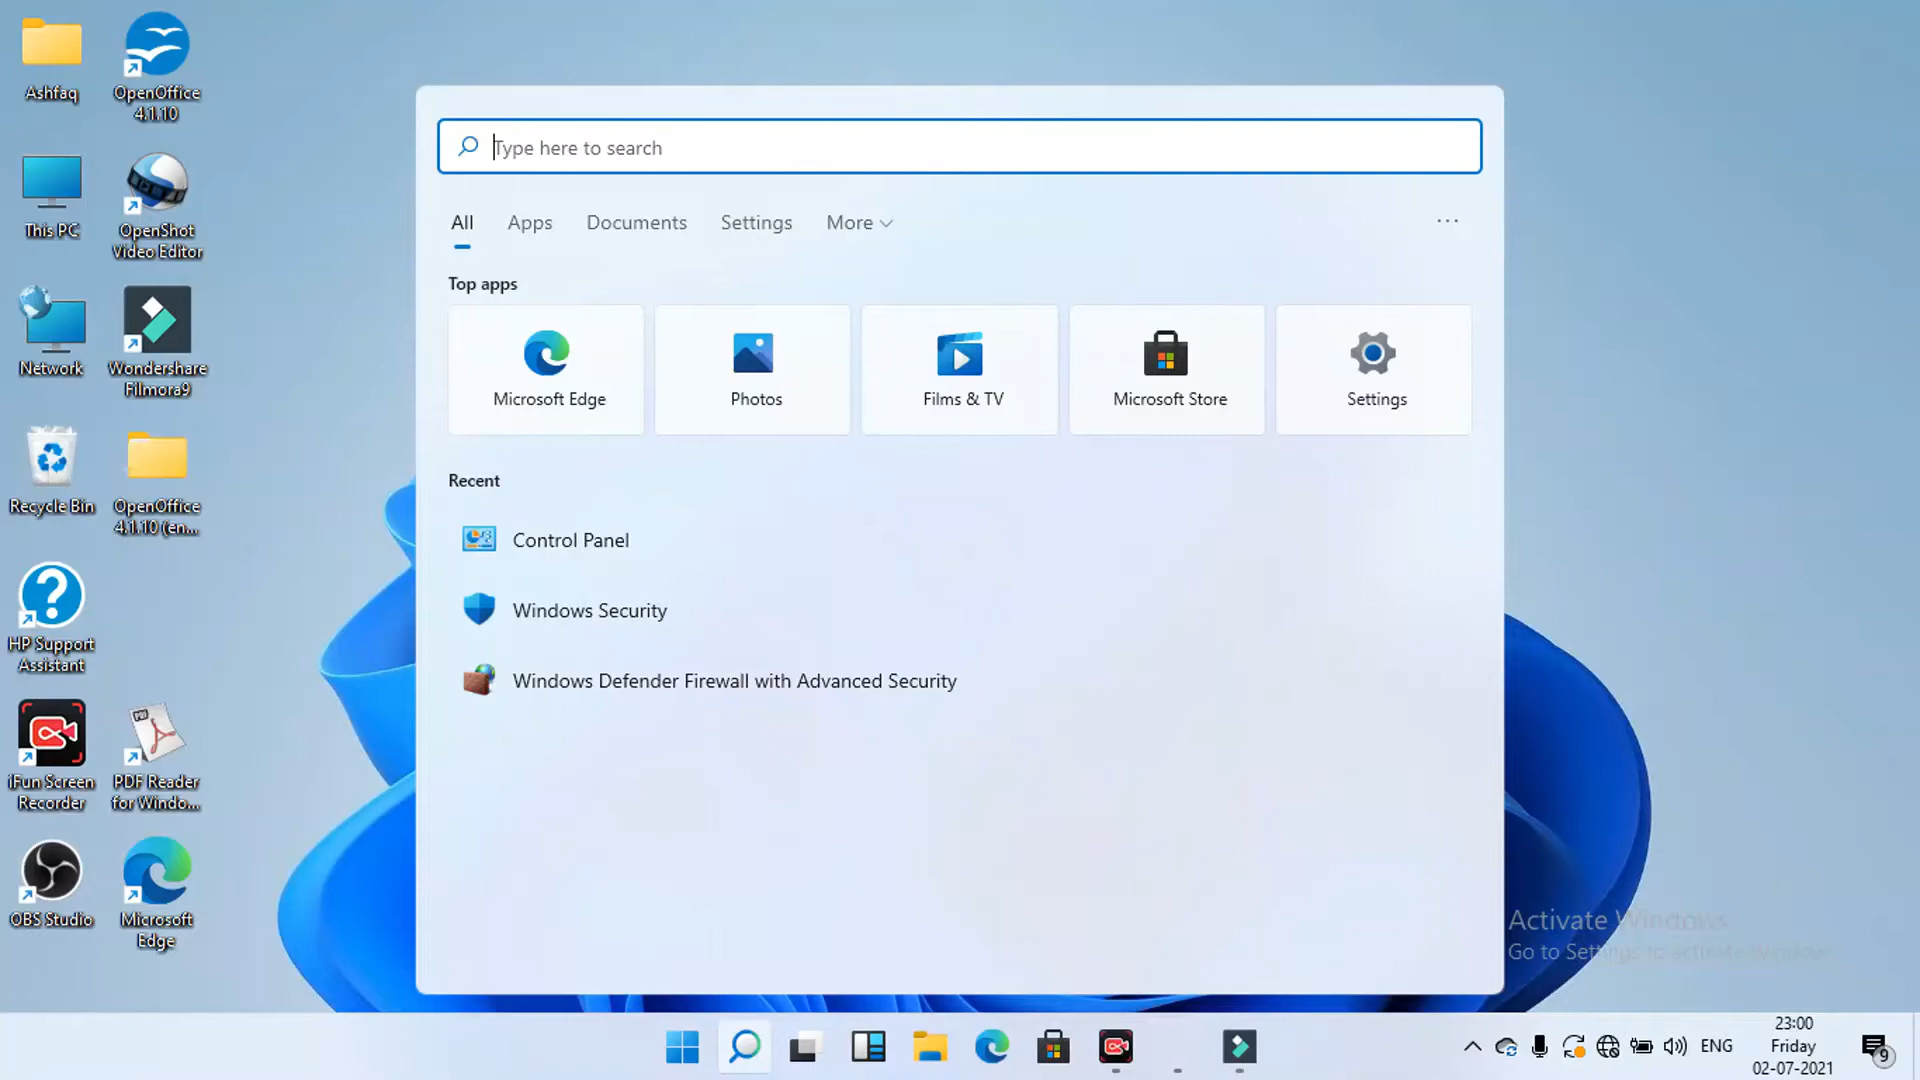 Ashfaq
OpenOffice
4.1.10
This PC
OpenShot
Video Editor
Network
Wondershare
Filmora9
Recycle Bin
OpenOffice
4.1.10 (en...
HP Support
Assistant
iFun Screen
Recorder
PDF Reader
for Windo...
OBS Studio
Microsoft
Edge
Type here to search
All
Apps
Documents
Settings
More
Top apps
Microsoft Edge
Photos
Films & TV
Microsoft Store
Settings
Recent
Control Panel
Windows Security
Windows Defender Firewall with Advanced Security
Activate Windows
Go to Settings to activate Windows.
ENG
23:00
Friday
02-07-2021
9